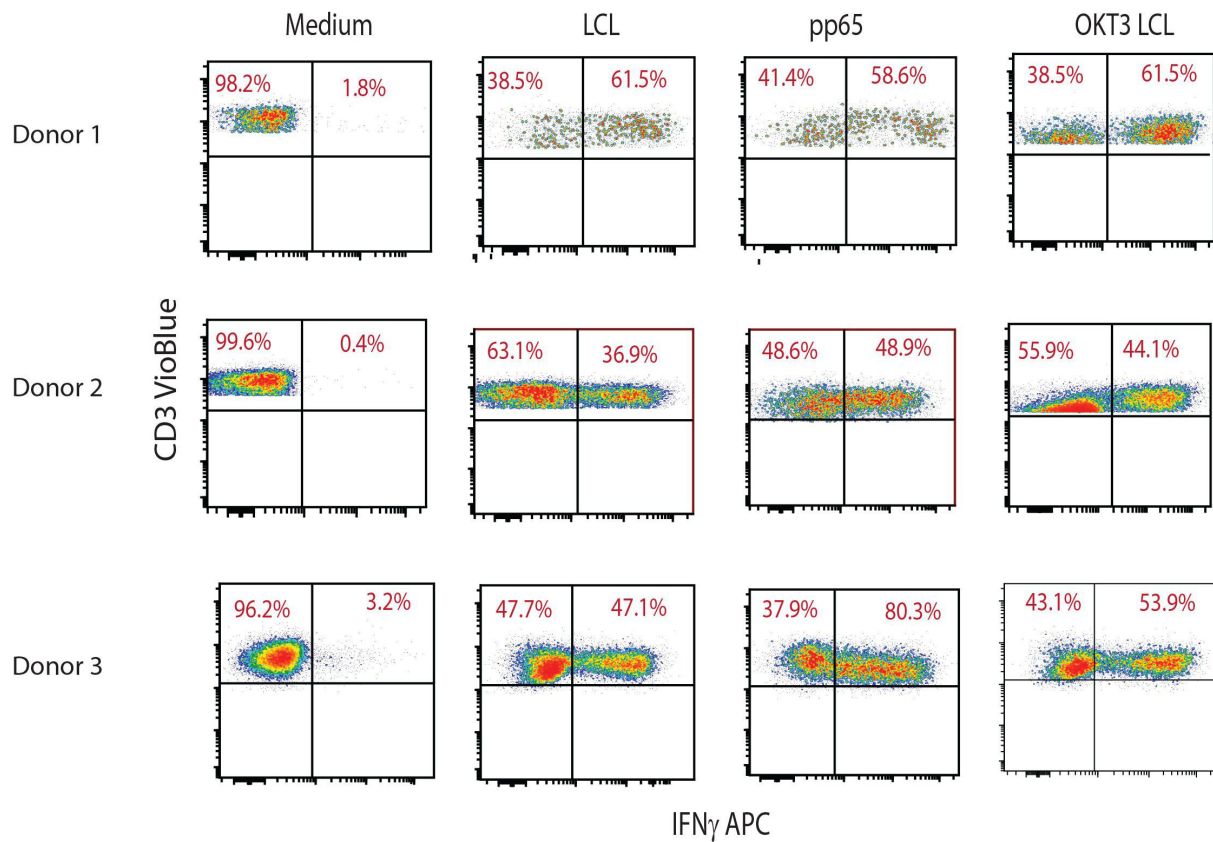 Medium LCL pp65 OKT3 LCL
Donor 1
98.2% 1.8%
38.5% 61.5%
41.4% 58.6%
38.5% 61.5%
Donor 2
99.6% 0.4%
63.1% 36.9%
48.6% 48.9%
55.9% 44.1%
Donor 3
96.2% 3.2%
47.7% 47.1%
37.9% 80.3%
43.1% 53.9%
CD3 VioBlue
IFNγ APC